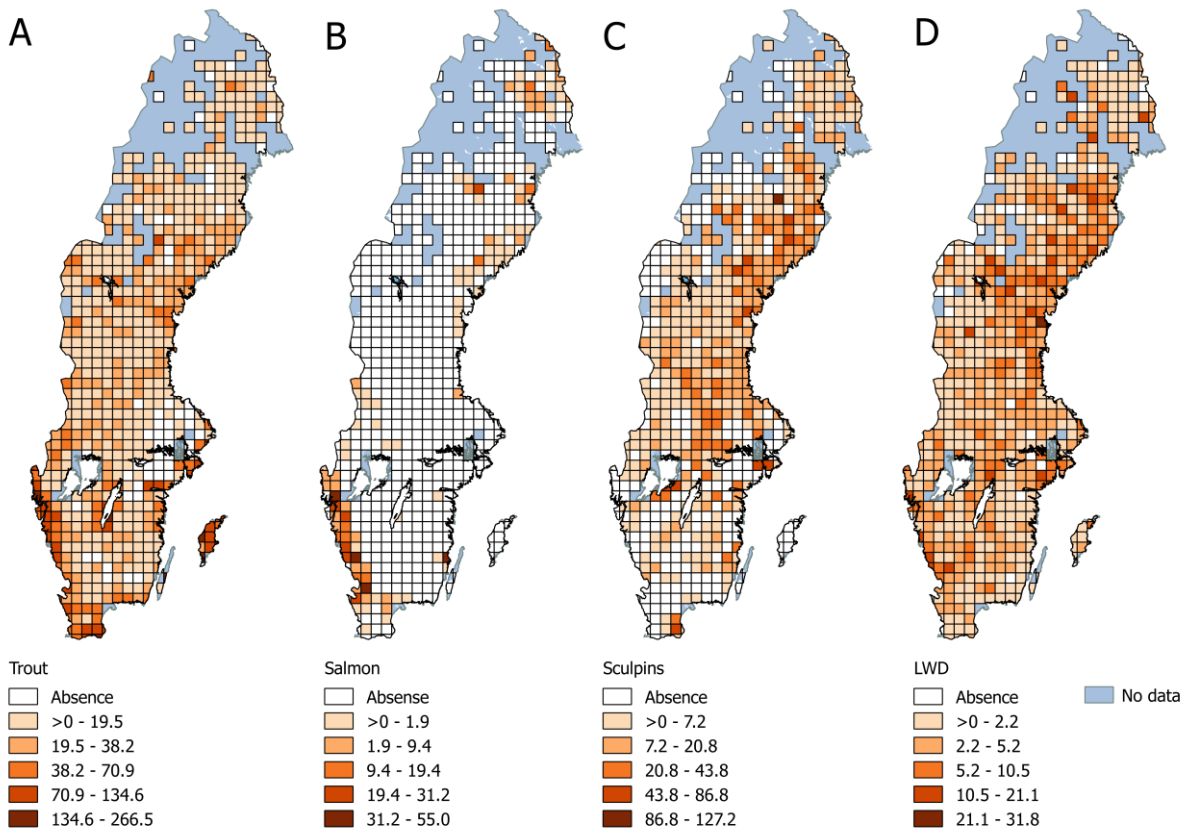 A
B
C
D
Trout
Absence
>0 - 19.5
19.5 - 38.2
38.2 - 70.9
70.9 - 134.6
134.6 - 266.5
Salmon
Absense
>0 - 1.9
1.9 - 9.4
9.4 - 19.4
19.4 - 31.2
31.2 - 55.0
Sculpins
Absence
>0 - 7.2
7.2 - 20.8
20.8 - 43.8
43.8 - 86.8
86.8 - 127.2
LWD
Absence
>0 - 2.2
2.2 - 5.2
5.2 - 10.5
10.5 - 21.1
21.1 - 31.8
No data